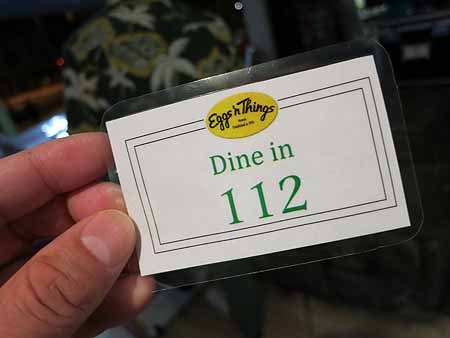 Eggs 'n Things
Dine in
112